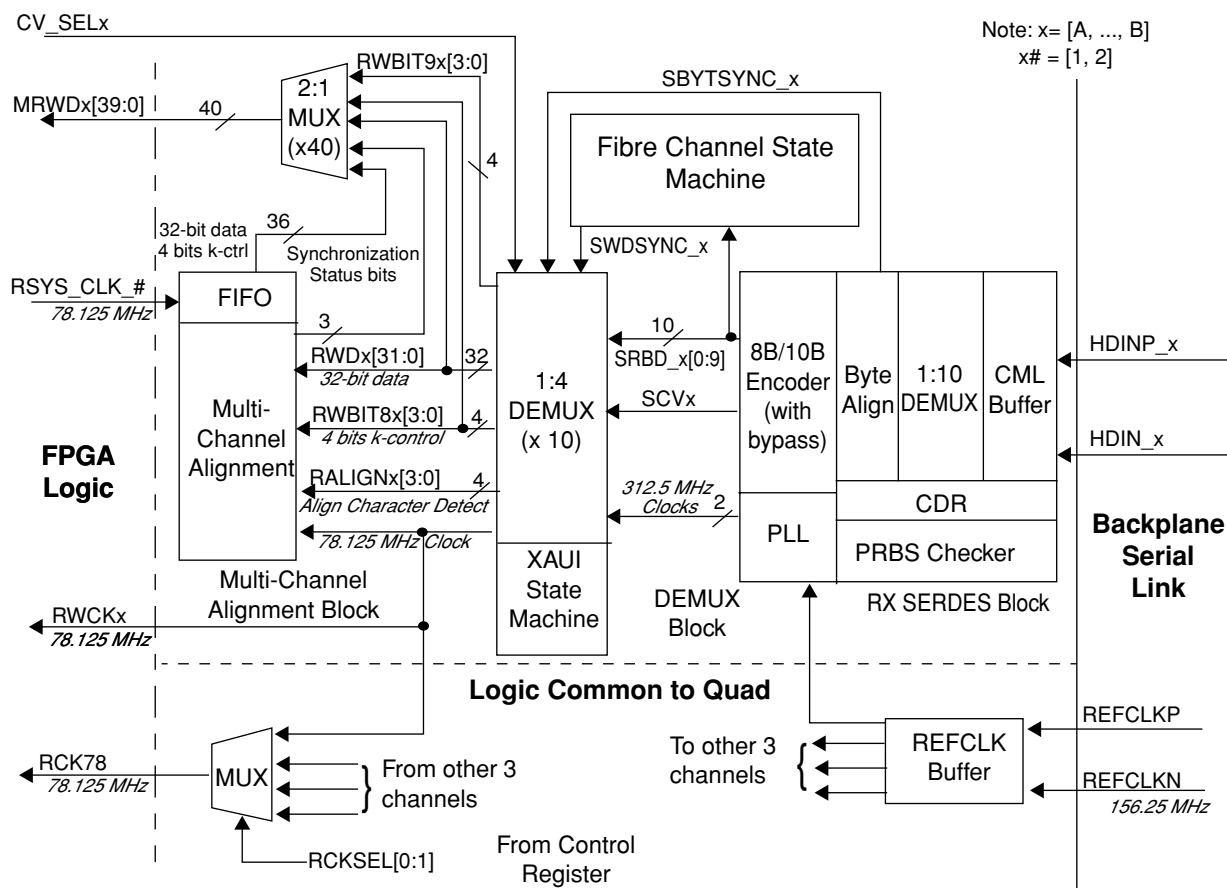 CV_SELx
Note: x= [A, ..., B]
x# = [1, 2]
RWBIT9x[3:0]
SBYTSYNC_x
2:1
MUX
(x40)
MRWDx[39:0]
40
4
Fibre Channel State
Machine
32-bit data
4 bits k-ctrl
36
Synchronization
Status bits
SWDSYNC_x
RSYS_CLK_#
78.125 MHz
FIFO
3
10
SRBD_x[0:9]
RWDx[31:0]
32
32-bit data
HDINP_x
1:4
DEMUX
(x 10)
8B/10B
Encoder
(with
bypass)
Byte
Align
1:10
DEMUX
CML
Buffer
SCVx
Multi-
Channel
Alignment
RWBIT8x[3:0]
4
4 bits k-control
HDIN_x
FPGA
Logic
RALIGNx[3:0]
4
Align Character Detect
312.5 MHz
Clocks
2
CDR
78.125 MHz Clock
PLL
PRBS Checker
Backplane
Serial
Link
XAUI
State
Machine
Multi-Channel
Alignment Block
DEMUX
Block
RX SERDES Block
RWCKx
78.125 MHz
Logic Common to Quad
REFCLKP
RCK78
78.125 MHz
MUX
From other 3
channels
To other 3
channels
REFCLK
Buffer
REFCLKN
156.25 MHz
RCKSEL[0:1]
From Control
Register